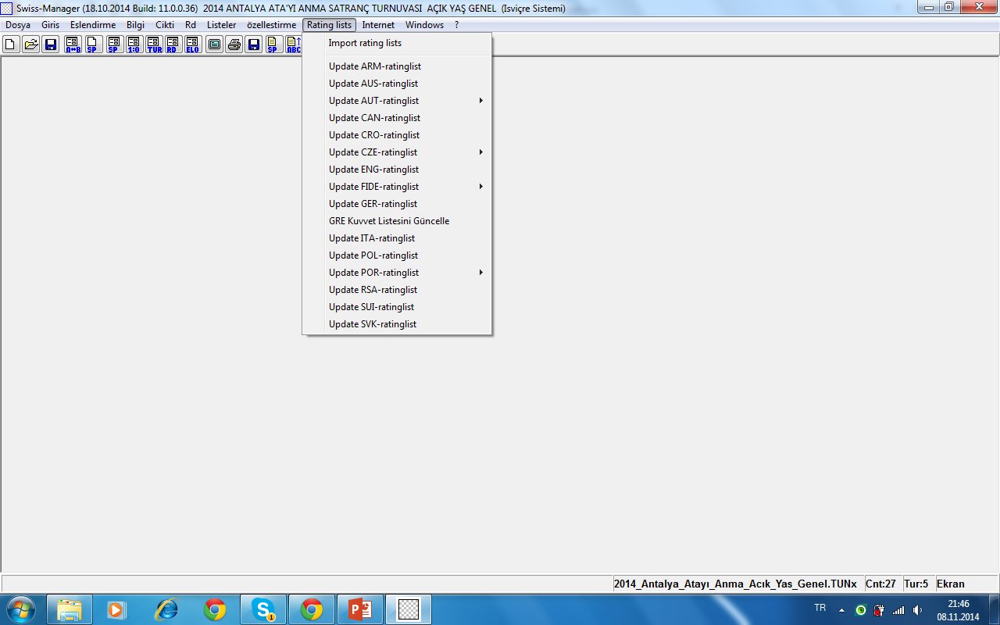 Swiss-Manager (18.10.2014 Build: 11.0.0.36)  2014 ANTALYA ATA'YI ANMA SATRANÇ TURNUVASI  AÇIK YAŞ GENEL  (Isviçre Sistemi)
Dosya Giris Eslendirme Bilgi Cikti Rd Listeler özellestirme Rating lists Internet Windows ?
A↔B SP SP 1:0 TUR RD ELO SP ABC
Import rating lists
Update ARM-ratinglist
Update AUS-ratinglist
Update AUT-ratinglist
Update CAN-ratinglist
Update CRO-ratinglist
Update CZE-ratinglist
Update ENG-ratinglist
Update FIDE-ratinglist
Update GER-ratinglist
GRE Kuvvet Listesini Güncelle
Update ITA-ratinglist
Update POL-ratinglist
Update POR-ratinglist
Update RSA-ratinglist
Update SUI-ratinglist
Update SVK-ratinglist
2014_Antalya_Atayı_Anma_Acık_Yas_Genel.TUNx Cnt:27 Tur:5 Ekran
S 1 P TR 21:46
08.11.2014